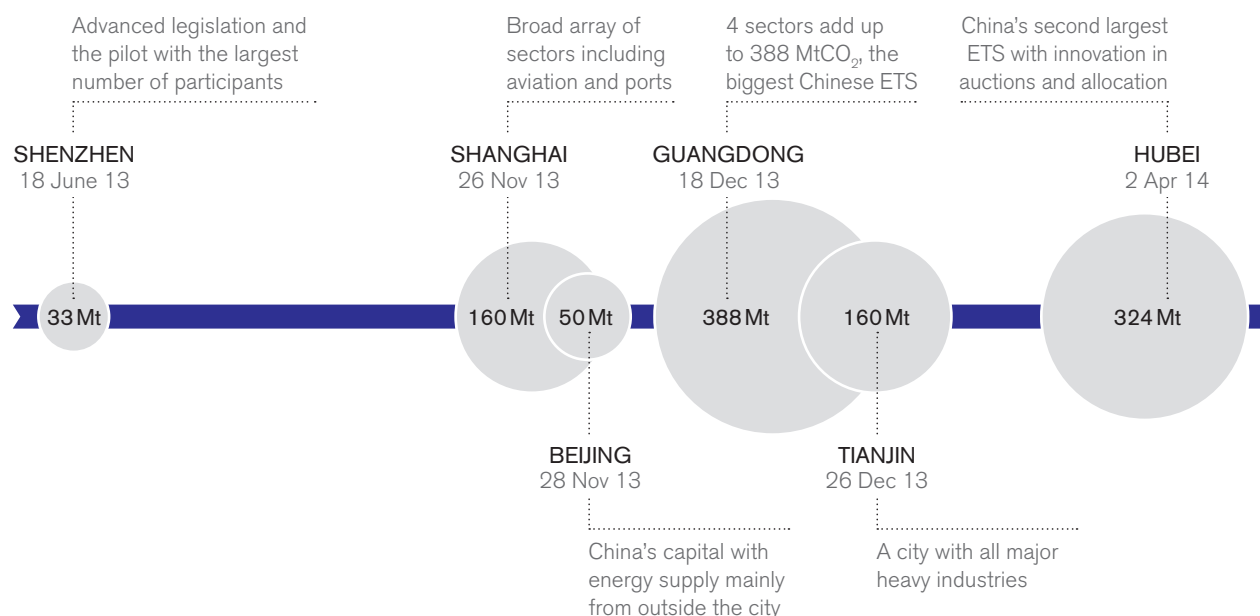 Advanced legislation and
the pilot with the largest
number of participants
SHENZHEN
18 June 13
33 Mt
Broad array of
sectors including
aviation and ports
SHANGHAI
26 Nov 13
160 Mt
50 Mt
BEIJING
28 Nov 13
China’s capital with
energy supply mainly
from outside the city
4 sectors add up
to 388 MtCO₂, the
biggest Chinese ETS
GUANGDONG
18 Dec 13
388 Mt
160 Mt
TIANJIN
26 Dec 13
A city with all major
heavy industries
China’s second largest
ETS with innovation in
auctions and allocation
HUBEI
2 Apr 14
324 Mt